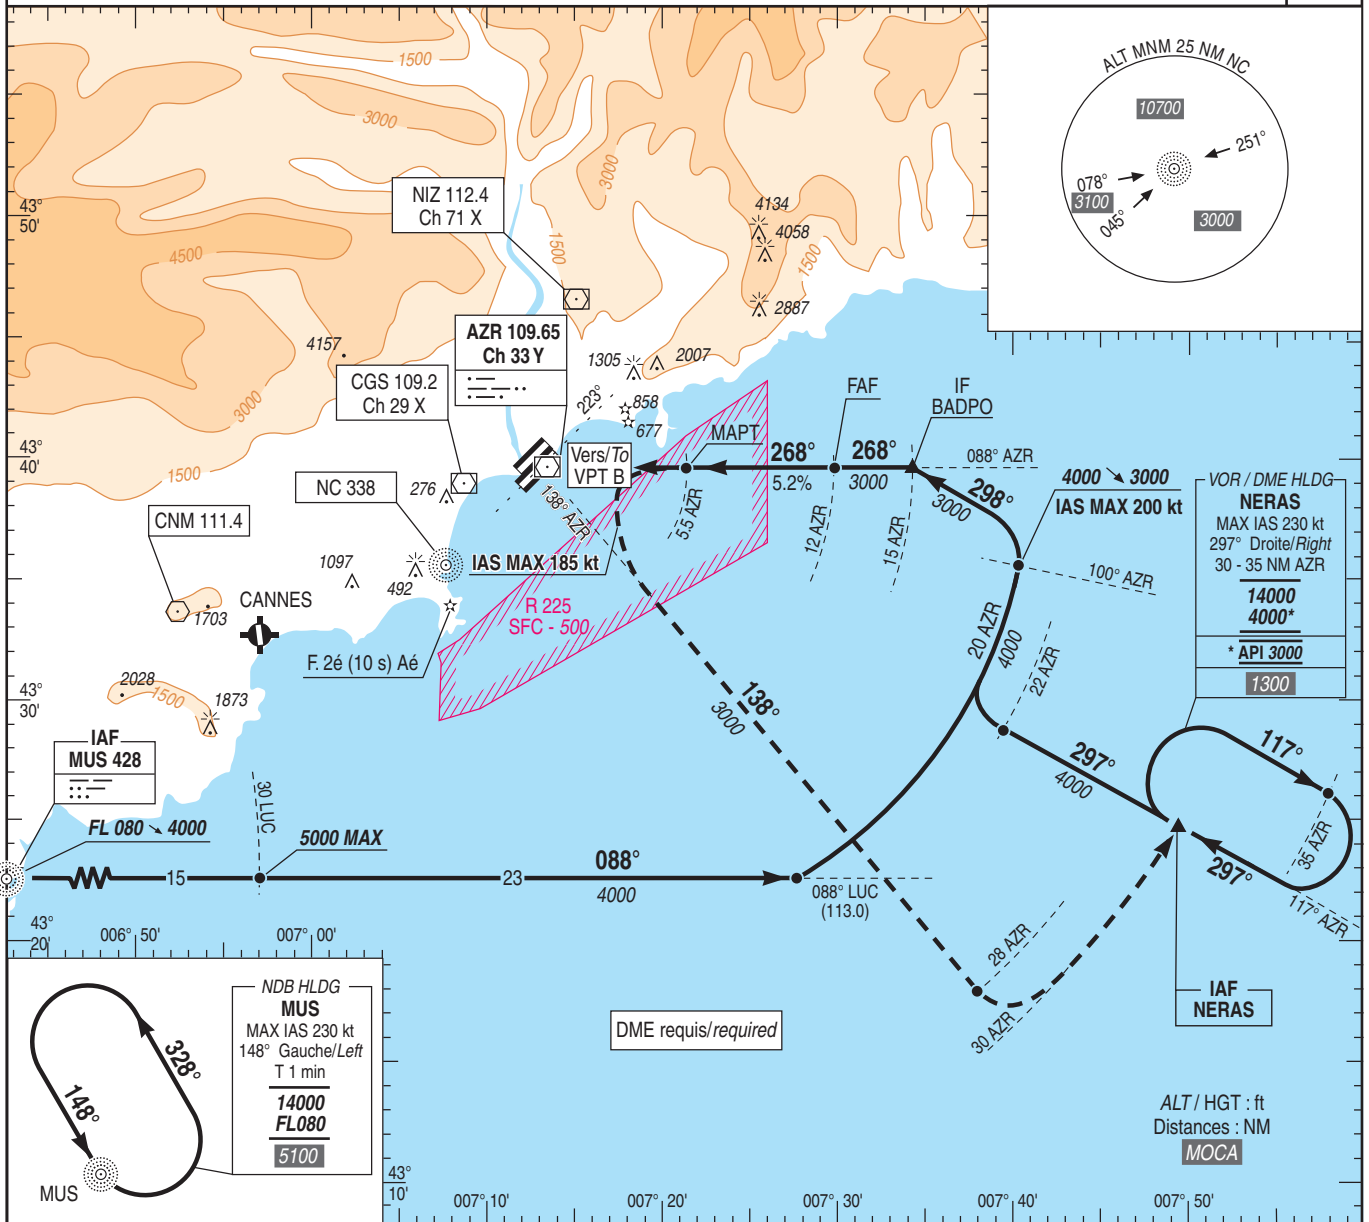 ALT MNM 25 NM NC
10700
251°
078°
3100
045°
3000
1500
3000
3000
4500
1500
1500
3000
1500
43°
50'
NIZ 112.4
Ch 71 X
4134
4058
2887
AZR 109.65
Ch 33 Y
4157
CGS 109.2
Ch 29 X
1305
2007
223°
858
677
FAF
IF
BADPO
MAPT
43°
40'
Vers/To
VPT B
268°
268°
088° AZR
5.2%
3000
4000 ↘ 3000
IAS MAX 200 kt
298°
3000
VOR / DME HLDG
NERAS
MAX IAS 230 kt
297° Droite/Right
30 - 35 NM AZR
14000
4000*
* API 3000
1300
NC 338
276
138° AZR
5.5 AZR
12 AZR
15 AZR
CNM 111.4
1097
492
IAS MAX 185 kt
100° AZR
1703
CANNES
R 225
SFC - 500
F. 2é (10 s) Aé
20 AZR
4000
22 AZR
2028
1500
1873
43°
30'
138°
3000
IAF
MUS 428
FL 080 ↘ 4000
30 LUC
5000 MAX
297°
4000
117°
35 AZR
297°
117° AZR
15
23
088°
4000
088° LUC
(113.0)
43°
20'
006° 50'
007° 00'
28 AZR
30 AZR
IAF
NERAS
NDB HLDG
MUS
MAX IAS 230 kt
148° Gauche/Left
T 1 min
14000
FL080
5100
328°
148°
MUS
DME requis/required
ALT / HGT : ft
Distances : NM
MOCA
43°
10'
007° 10'
007° 20'
007° 30'
007° 40'
007° 50'